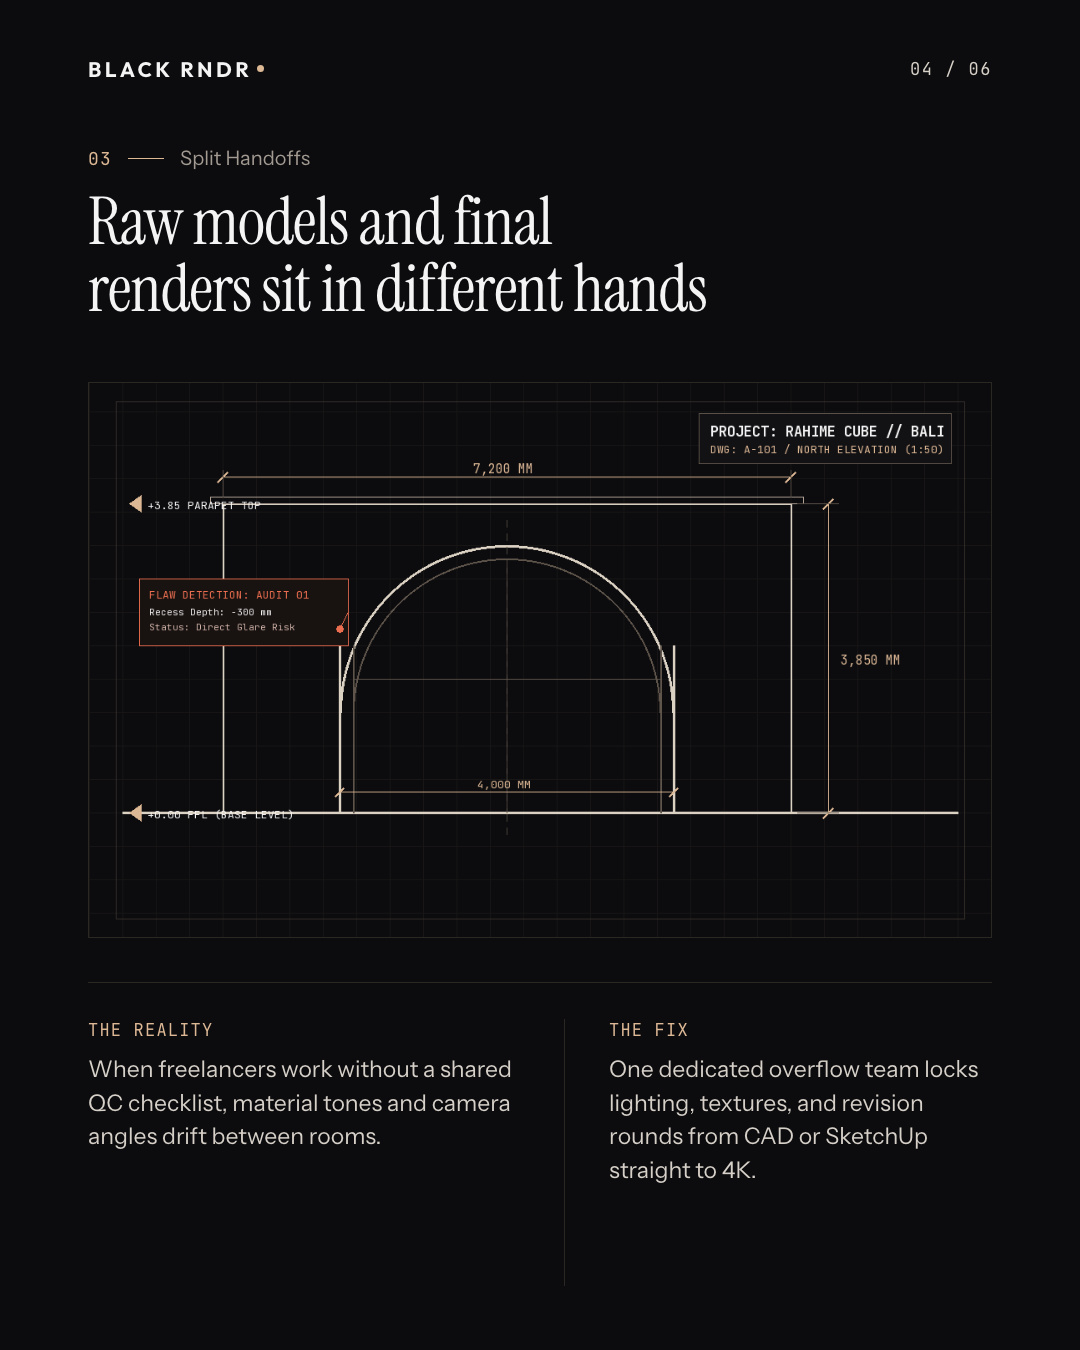 BLACK RNDR
04 / 06
03 — Split Handoffs
Raw models and final
renders sit in different hands
PROJECT: RAHIME CUBE // BALI
DWG: A-101 / NORTH ELEVATION (1:50)
7,200 MM
+3.85 PARAPET TOP
FLAW DETECTION: AUDIT 01
Recess Depth: -300 mm
Status: Direct Glare Risk
3,850 MM
4,000 MM
+0.00 FFL (BASE LEVEL)
THE REALITY
When freelancers work without a shared
QC checklist, material tones and camera
angles drift between rooms.
THE FIX
One dedicated overflow team locks
lighting, textures, and revision
rounds from CAD or SketchUp
straight to 4K.